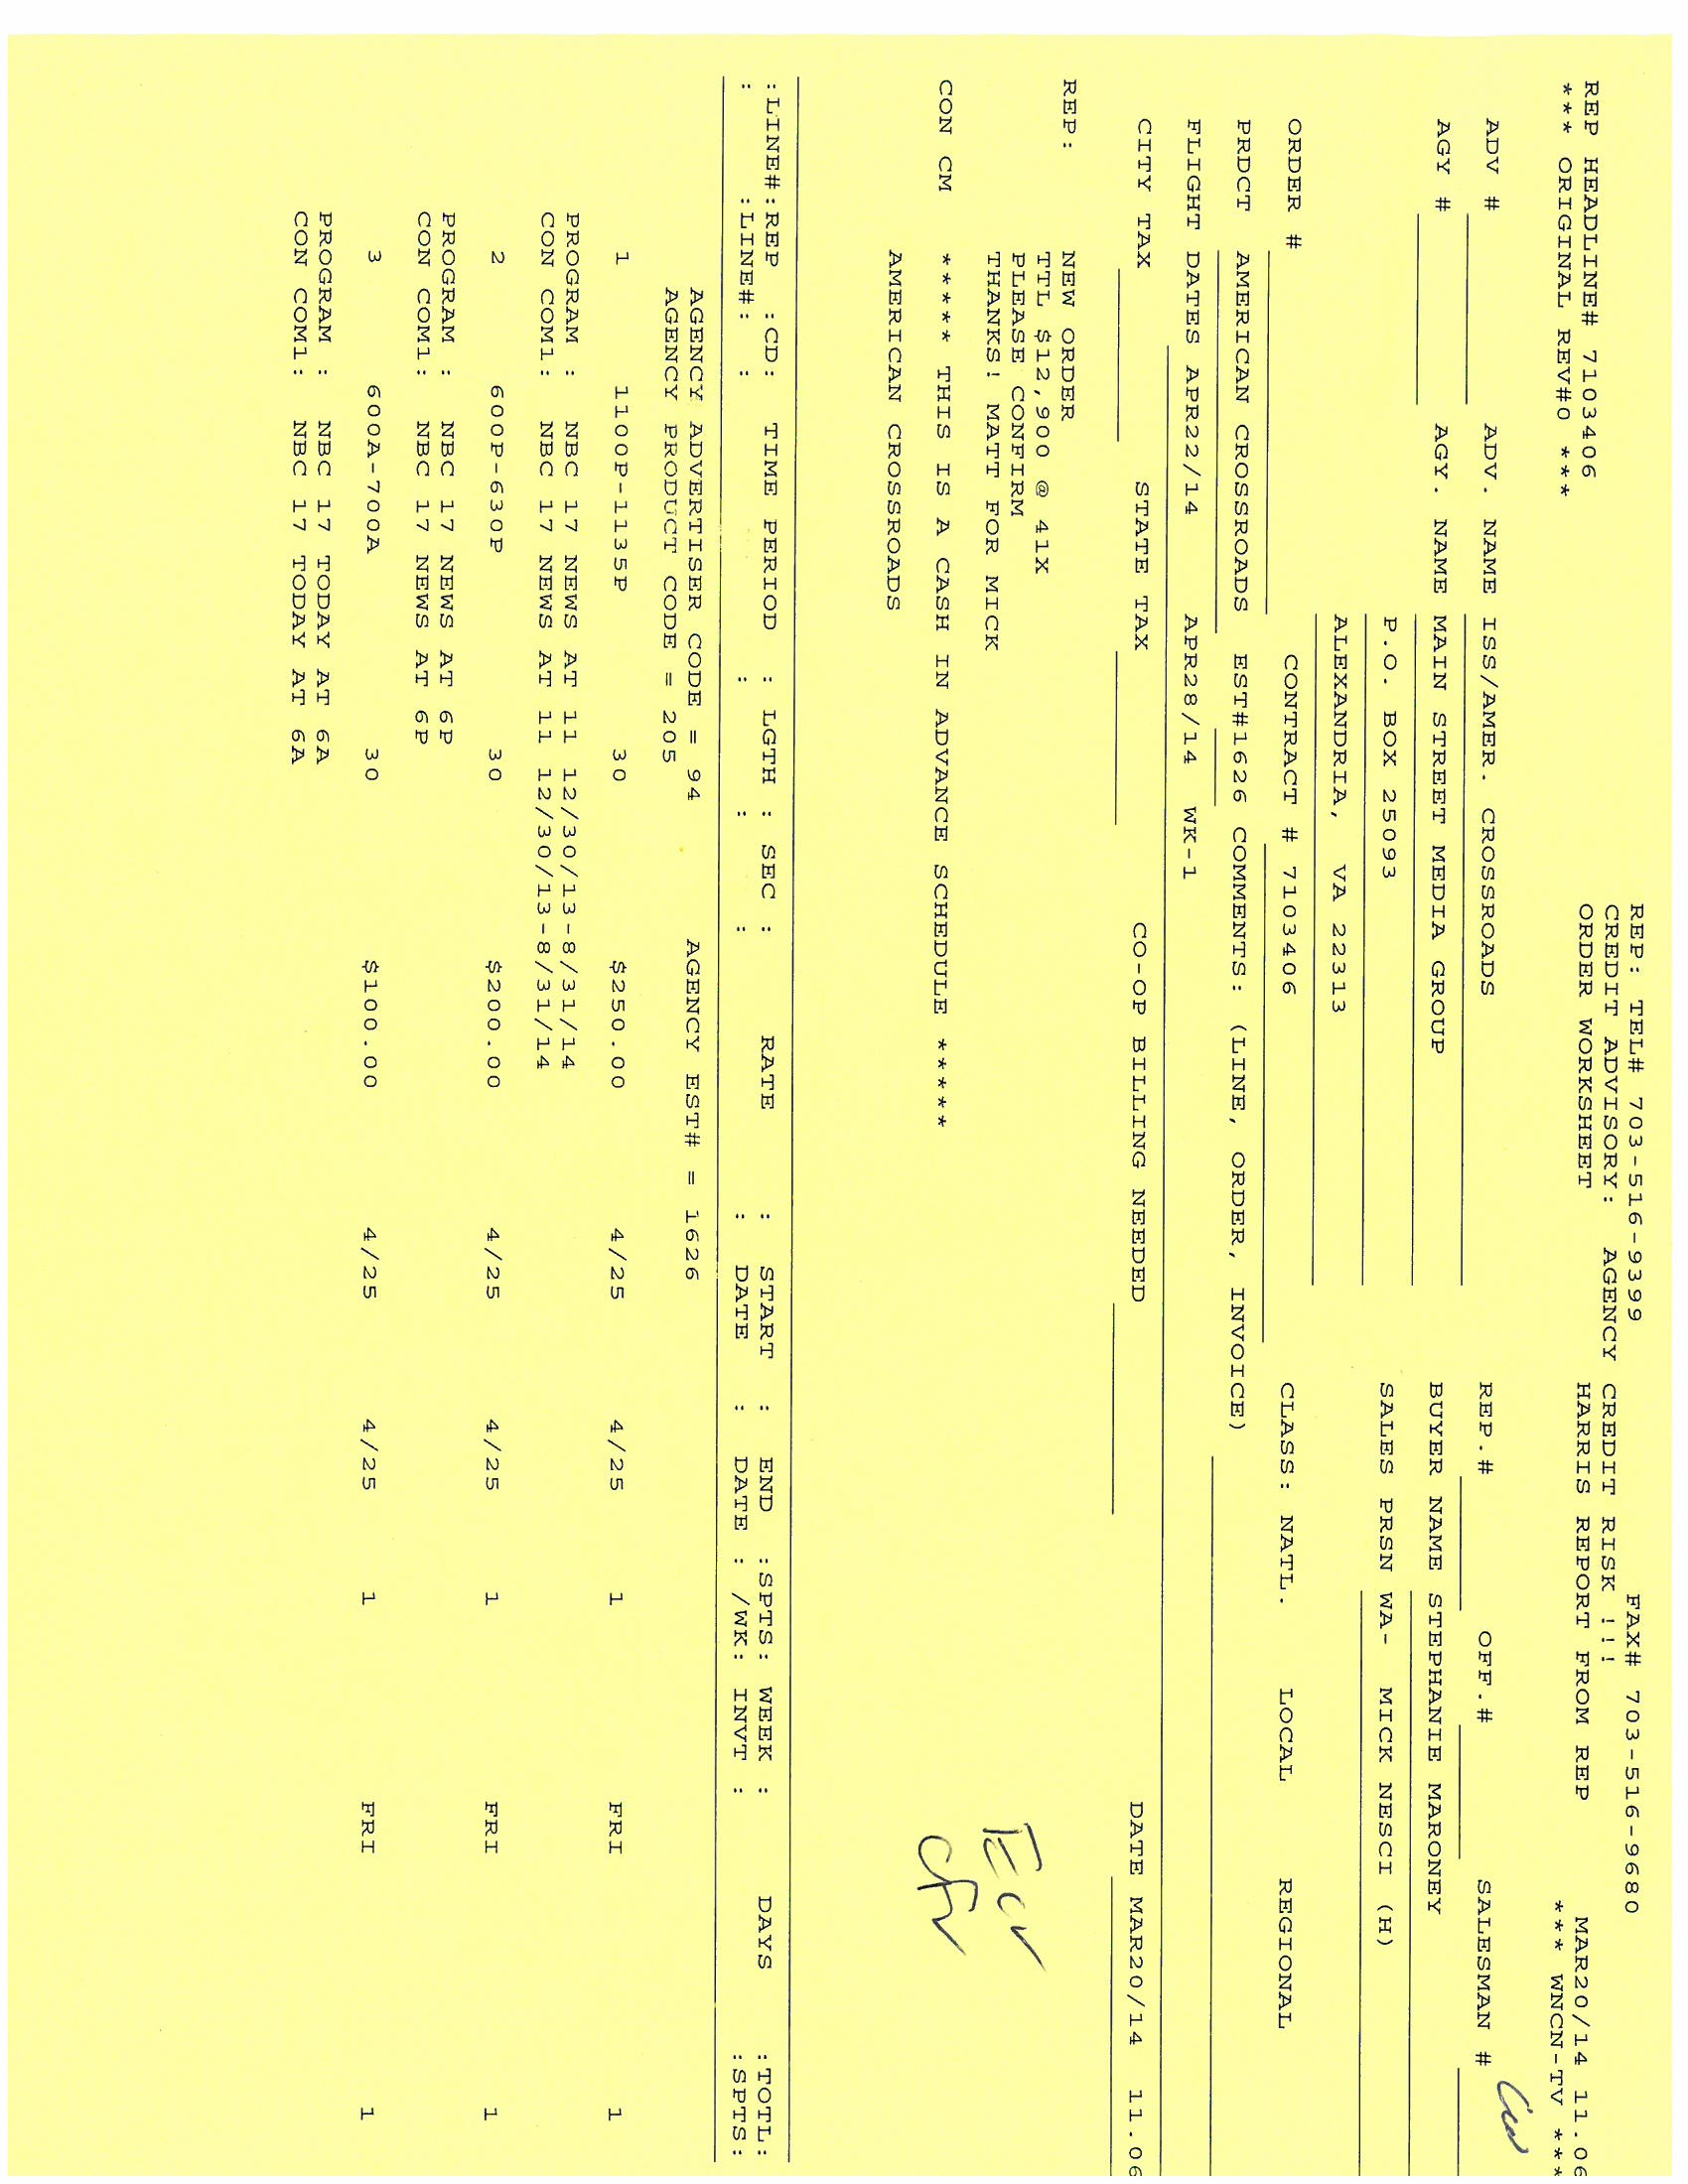 REP: TEL# 703-516-9399 FAX# 703-516-9680
CREDIT ADVISORY: AGENCY CREDIT RISK !!!
REP HEADLINE# 7103406 ORDER WORKSHEET HARRIS REPORT FROM REP MAR20/14 11.06
*** ORIGINAL REV#0 *** *** WNCN-TV ***
ADV # ADV. NAME ISS/AMER. CROSSROADS REP.# OFF.# SALESMAN #
AGY # AGY. NAME MAIN STREET MEDIA GROUP BUYER NAME STEPHANIE MARONEY
P.O. BOX 25093 SALES PRSN WA- MICK NESCI (H)
ALEXANDRIA, VA 22313
ORDER # CONTRACT # 7103406 CLASS: NATL. LOCAL REGIONAL
PRDCT AMERICAN CROSSROADS EST#1626 COMMENTS: (LINE, ORDER, INVOICE)
FLIGHT DATES APR22/14 APR28/14 WK-1
CITY TAX STATE TAX CO-OP BILLING NEEDED DATE MAR20/14 11.06
REP: NEW ORDER
TTL $12,900 @ 41X
PLEASE CONFIRM
THANKS! MATT FOR MICK
CON CM ***** THIS IS A CASH IN ADVANCE SCHEDULE *****
AMERICAN CROSSROADS
:LINE#:REP :CD: TIME PERIOD : LGTH : SEC : RATE : START : END :SPTS: WEEK : DAYS :TOTL:
: :LINE#: : : : : : DATE : DATE : /WK: INVT : :SPTS:
AGENCY ADVERTISER CODE = 94 AGENCY EST# = 1626
AGENCY PRODUCT CODE = 205
1 1100P-1135P 30 $250.00 4/25 4/25 1 FRI 1
PROGRAM : NBC 17 NEWS AT 11 12/30/13-8/31/14
CON COM1: NBC 17 NEWS AT 11 12/30/13-8/31/14
2 600P-630P 30 $200.00 4/25 4/25 1 FRI 1
PROGRAM : NBC 17 NEWS AT 6P
CON COM1: NBC 17 NEWS AT 6P
3 600A-700A 30 $100.00 4/25 4/25 1 FRI 1
PROGRAM : NBC 17 TODAY AT 6A
CON COM1: NBC 17 TODAY AT 6A